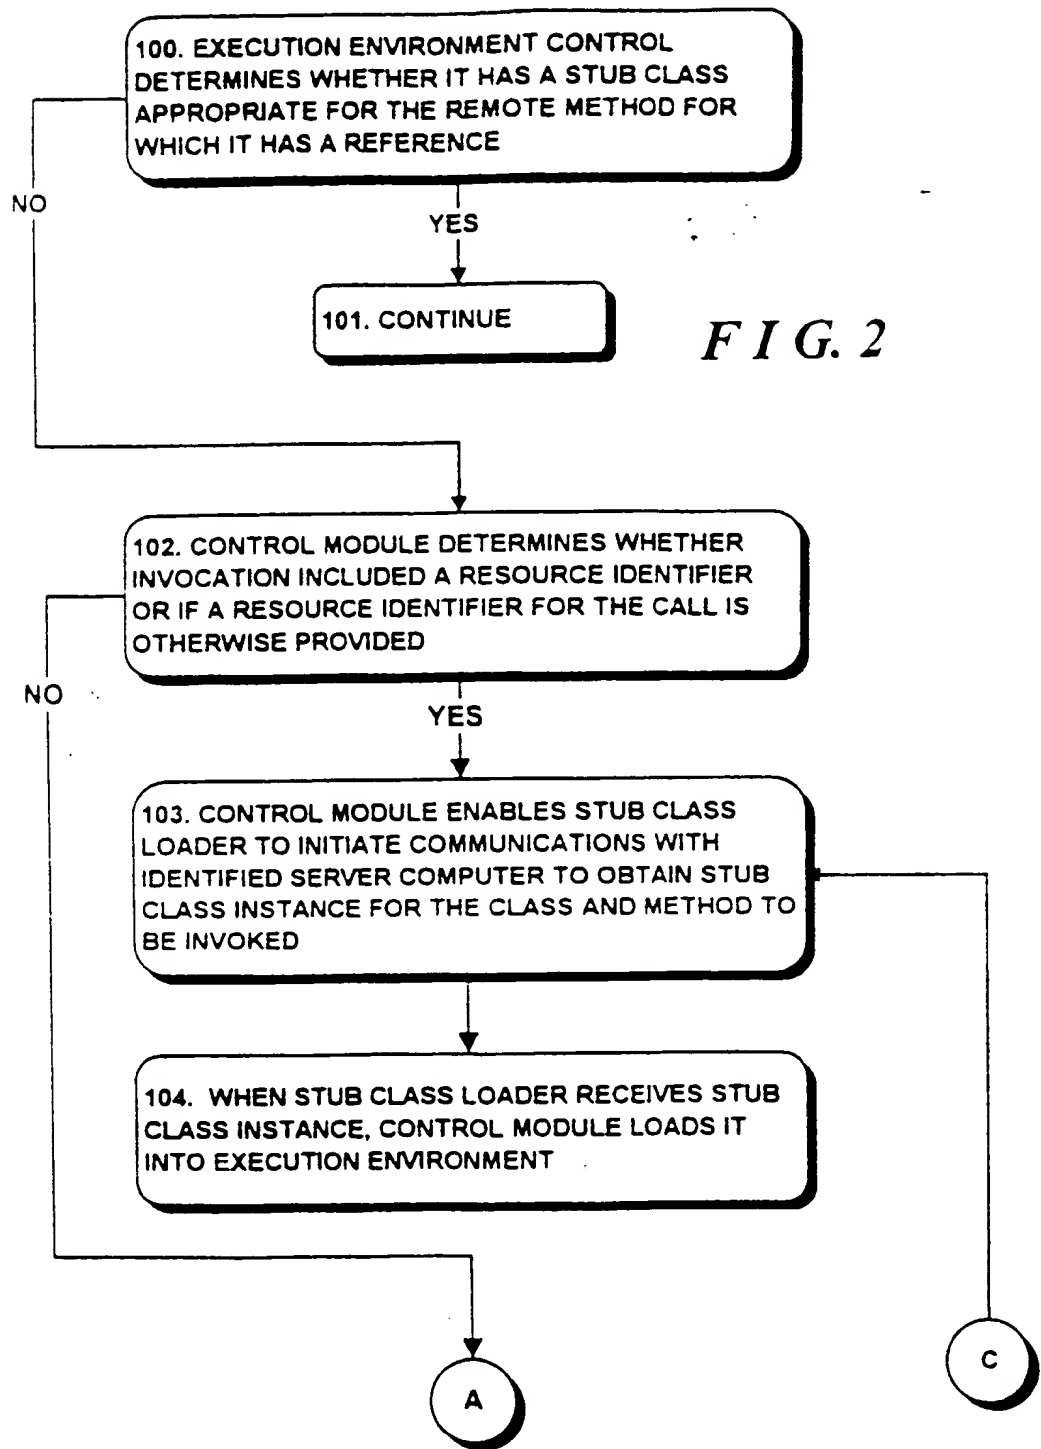 100. EXECUTION ENVIRONMENT CONTROL
DETERMINES WHETHER IT HAS A STUB CLASS
APPROPRIATE FOR THE REMOTE METHOD FOR
WHICH IT HAS A REFERENCE
NO
YES
101. CONTINUE
FIG. 2
102. CONTROL MODULE DETERMINES WHETHER
INVOCATION INCLUDED A RESOURCE IDENTIFIER
OR IF A RESOURCE IDENTIFIER FOR THE CALL IS
OTHERWISE PROVIDED
NO
YES
103. CONTROL MODULE ENABLES STUB CLASS
LOADER TO INITIATE COMMUNICATIONS WITH
IDENTIFIED SERVER COMPUTER TO OBTAIN STUB
CLASS INSTANCE FOR THE CLASS AND METHOD TO
BE INVOKED
104. WHEN STUB CLASS LOADER RECEIVES STUB
CLASS INSTANCE, CONTROL MODULE LOADS IT
INTO EXECUTION ENVIRONMENT
A
C